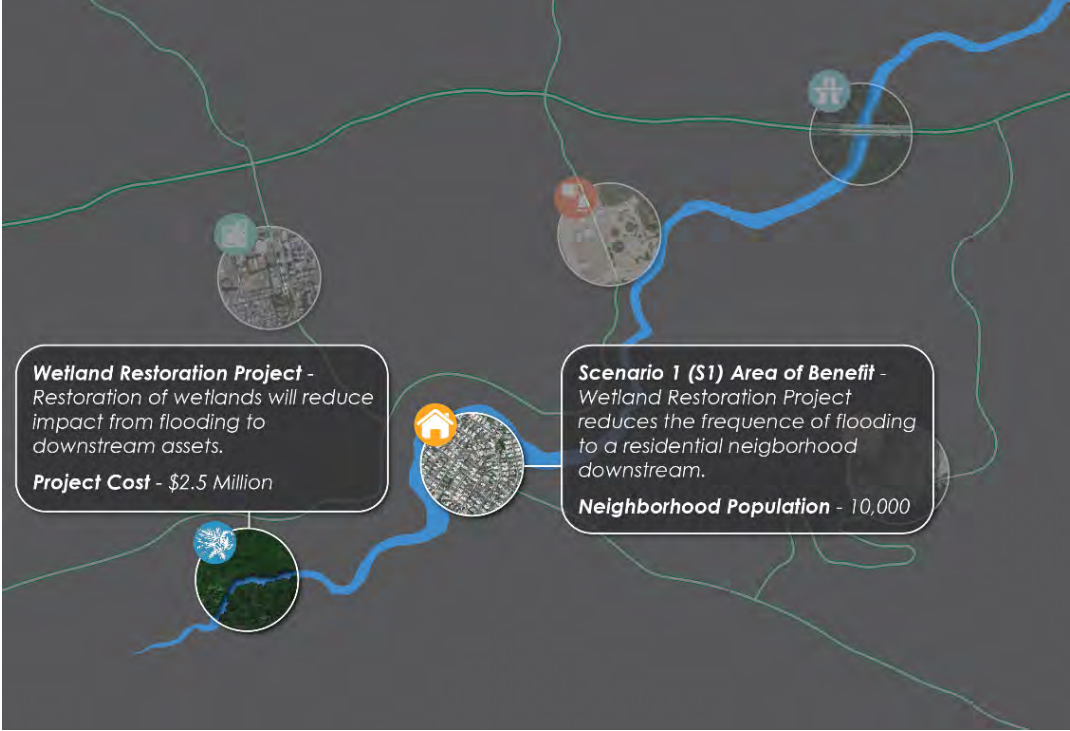 Wetland Restoration Project -
Restoration of wetlands will reduce
impact from flooding to
downstream assets.
Project Cost - $2.5 Million
Scenario 1 (S1) Area of Benefit -
Wetland Restoration Project
reduces the frequence of flooding
to a residential neigborhood
downstream.
Neighborhood Population - 10,000